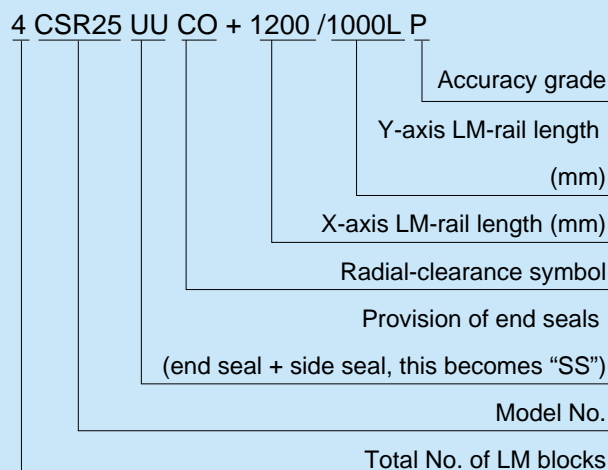 4 CSR25 UU CO + 1200 /1000L P
Accuracy grade
Y-axis LM-rail length
(mm)
X-axis LM-rail length (mm)
Radial-clearance symbol
Provision of end seals
(end seal + side seal, this becomes “SS”)
Model No.
Total No. of LM blocks